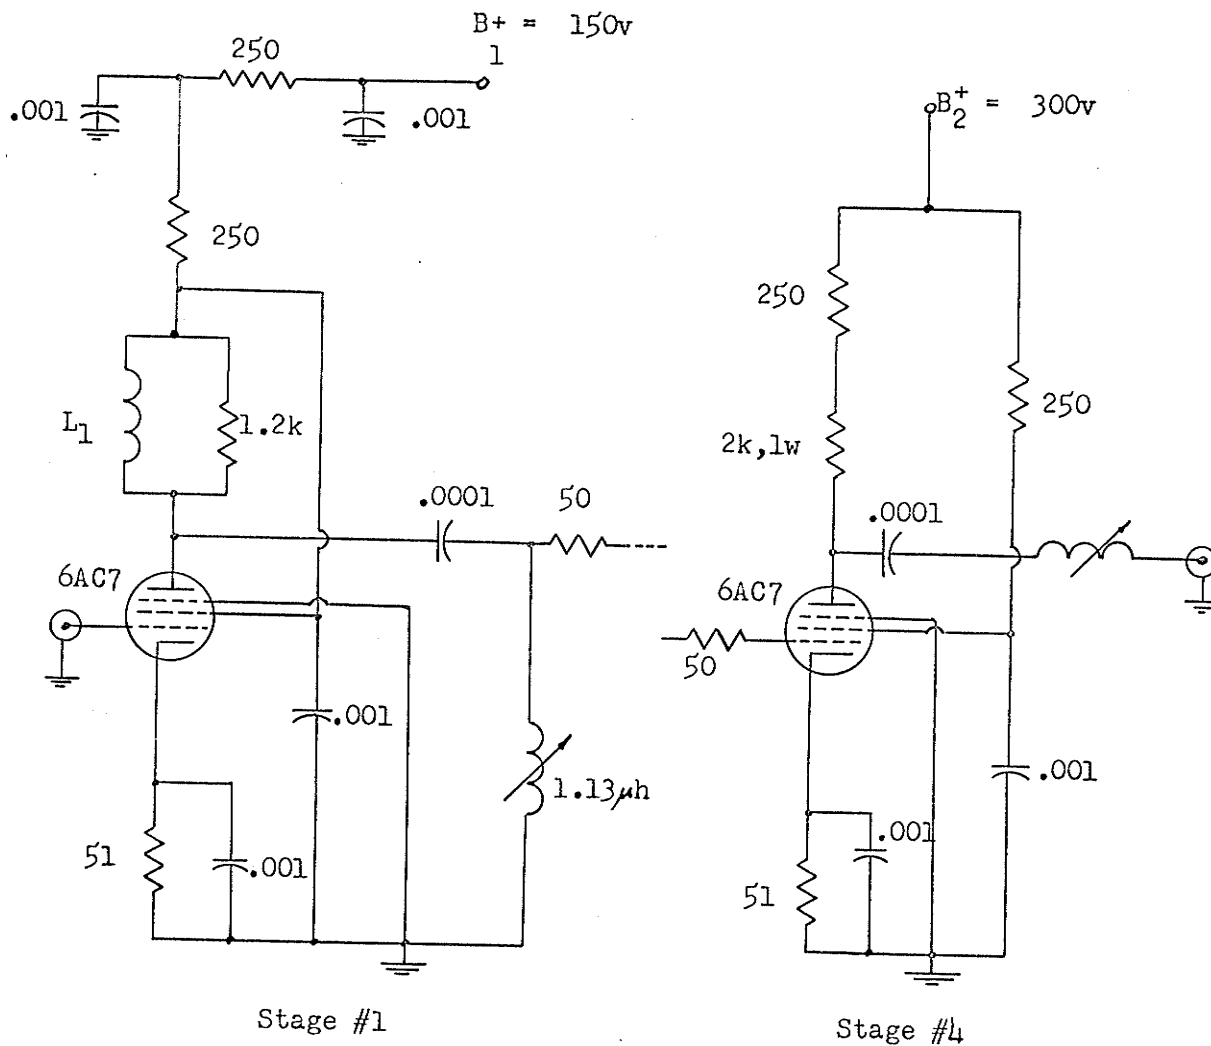 B+ = 150v
1
250
.001
.001
B+ = 300v
2
250
250
250
L1
1.2k
2k,1w
.0001
50
.0001
6AC7
6AC7
50
.001
1.13μh
.001
51
.001
.001
51
Stage #1
Stage #4